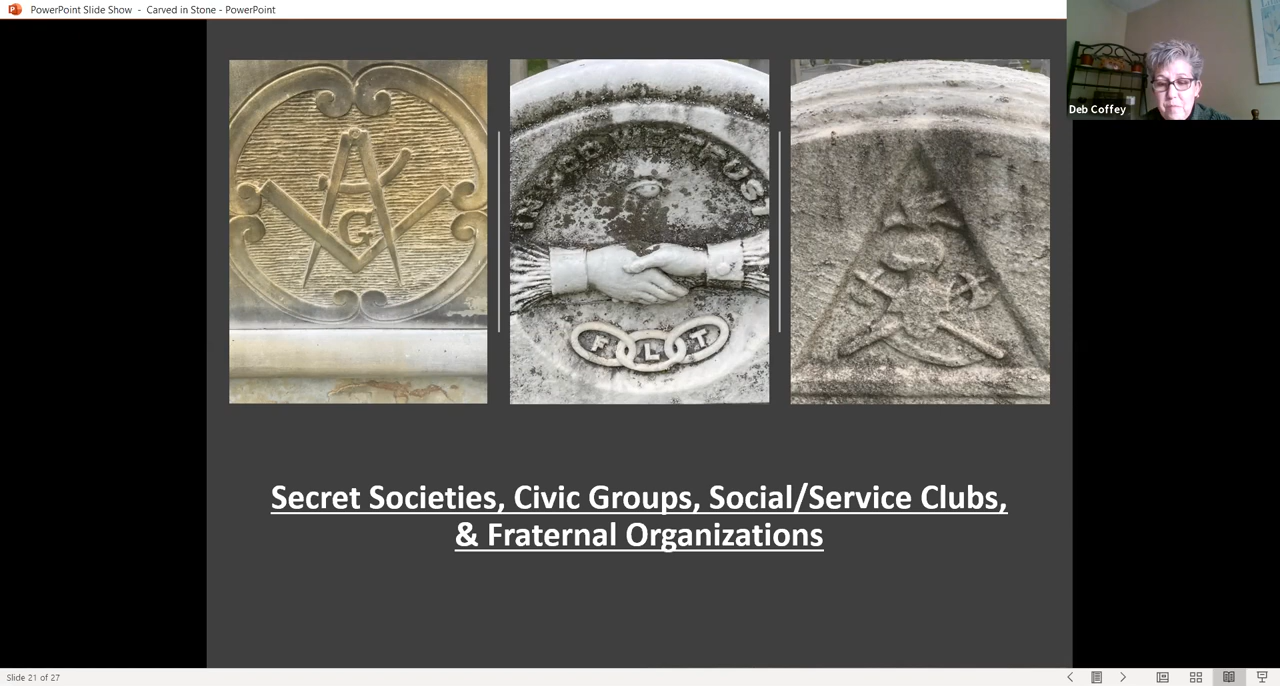 PowerPoint Slide Show - Carved in Stone - PowerPoint
Deb Coffey
G
IN GOD WE TRUST
F L T
Secret Societies, Civic Groups, Social/Service Clubs,
& Fraternal Organizations
Slide 21 of 27